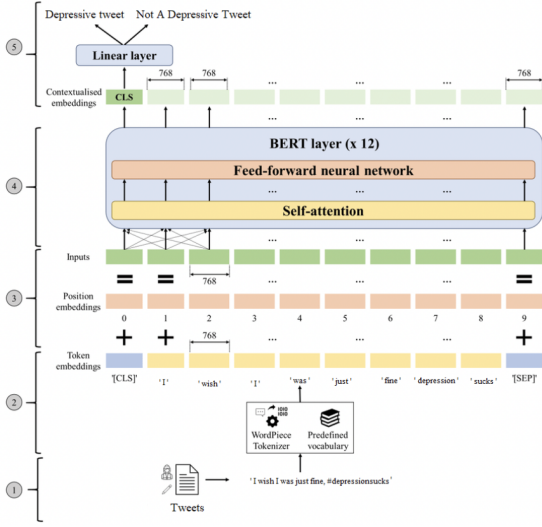 Depressive tweet Not A Depressive Tweet
5
Linear layer
768 768 ... ... 768
Contextualised embeddings
CLS
... ...
4
BERT layer (x 12)
Feed-forward neural network
... ...
Self-attention
... ...
Inputs
= = 768 ... ... =
3
Position embeddings
0 1 2 3 4 5 6 7 8 9
+ + 768 ... ... +
Token embeddings
'[CLS]' 'I' 'wish' 'I' 'was' 'just' 'fine' 'depression' 'sucks' '[SEP]'
2
WordPiece Tokenizer
Predefined vocabulary
1
'I wish I was just fine, #depressionsucks'
Tweets